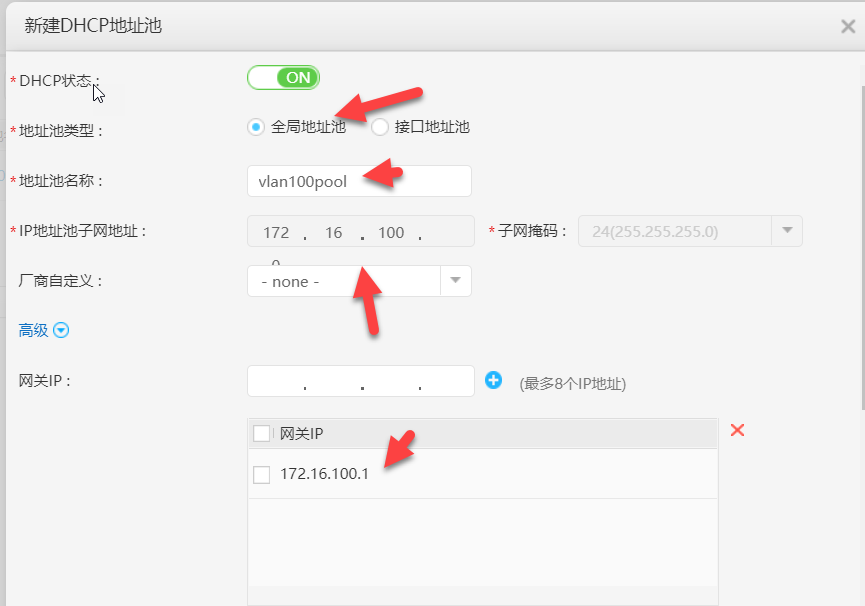 新建DHCP地址池
*DHCP状态： ON
*地址池类型： 全局地址池 接口地址池
*地址池名称： vlan100pool
*IP地址池子网地址： 172 . 16 . 100 . 0 *子网掩码： 24(255.255.255.0)
厂商自定义： - none -
高级
网关IP： . . . (最多8个IP地址)
网关IP
172.16.100.1